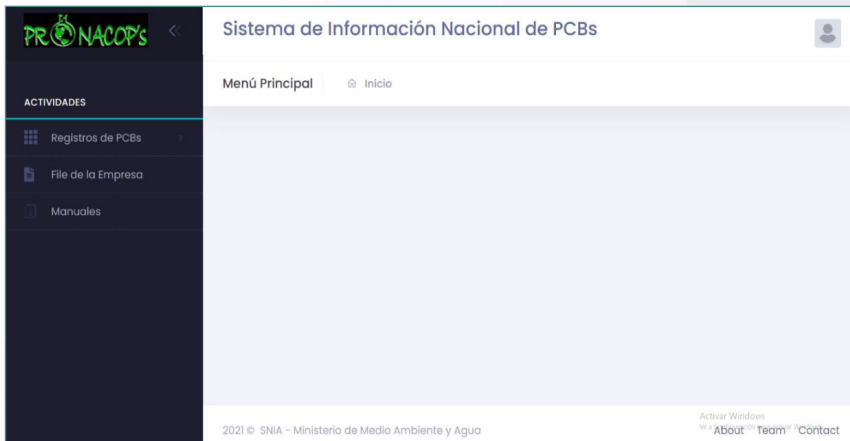 PRONACOP's
Sistema de Información Nacional de PCBs
Menú Principal
Inicio
ACTIVIDADES
Registros de PCBs
File de la Empresa
Manuales
Activar Windows
2021 © SNIA - Ministerio de Medio Ambiente y Agua
About Team Contact